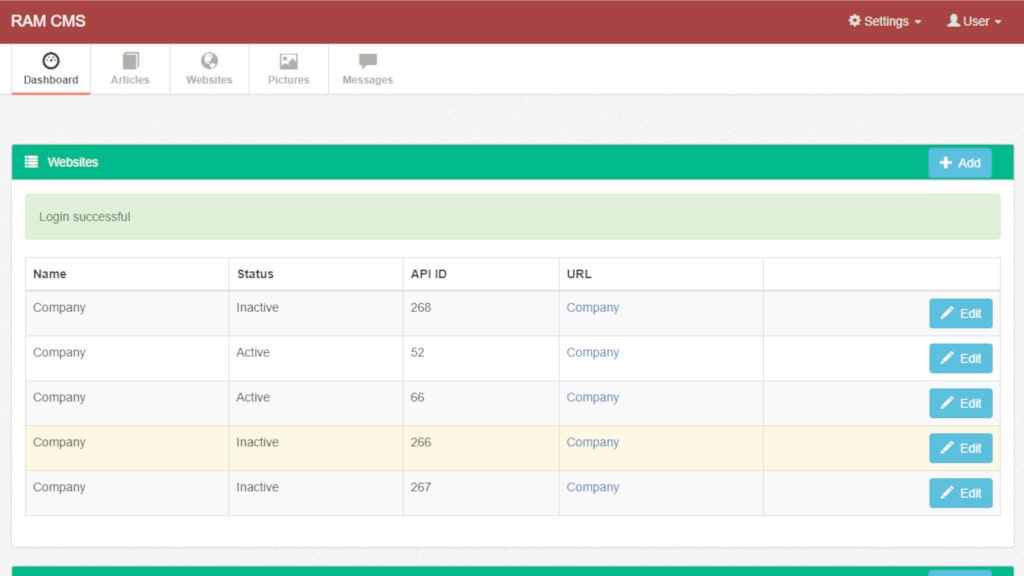 RAM CMS Settings User
Dashboard Articles Websites Pictures Messages
Websites Add
Login successful
Name Status API ID URL
Company Inactive 268 Company Edit
Company Active 52 Company Edit
Company Active 66 Company Edit
Company Inactive 266 Company Edit
Company Inactive 267 Company Edit